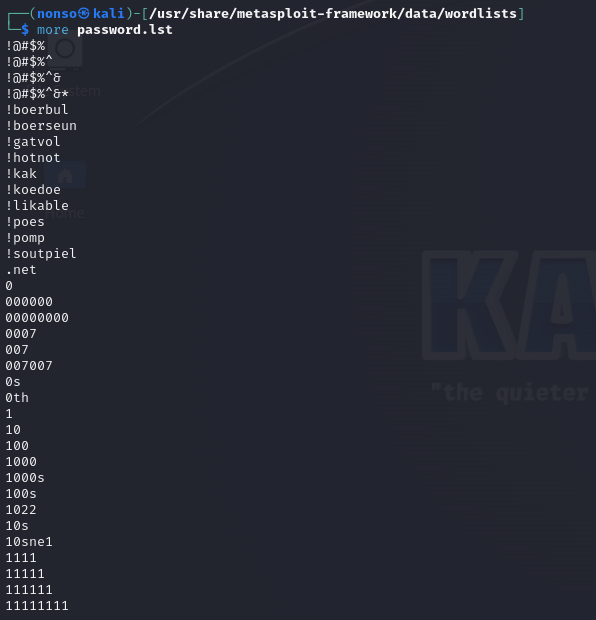 ┌──(nonso㉿kali)-[/usr/share/metasploit-framework/data/wordlists]
└─$ more password.lst
!@#$%
!@#$%^
!@#$%^&
!@#$%^&*
!boerbul
!boerseun
!gatvol
!hotnot
!kak
!koedoe
!likable
!poes
!pomp
!soutpiel
.net
0
000000
00000000
0007
007
007007
0s
0th
1
10
100
1000
1000s
100s
1022
10s
10sne1
1111
11111
111111
11111111
Home
KA
"the quieter